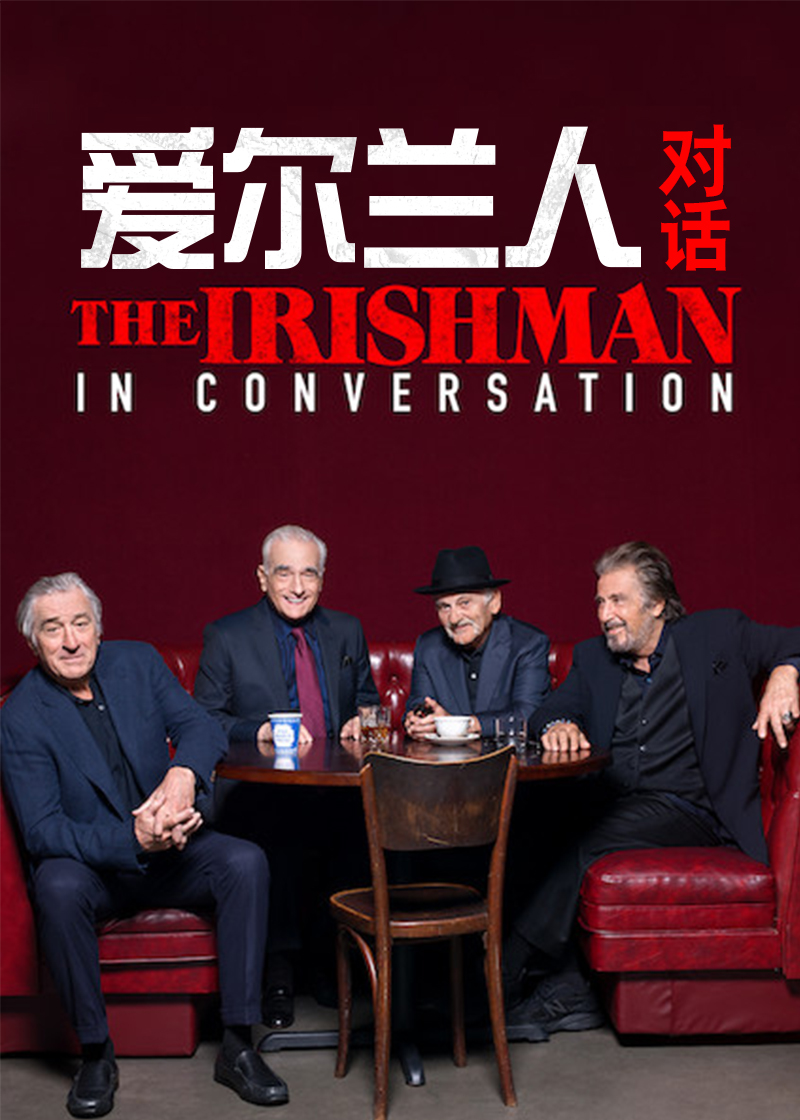 爱尔兰人 对话
THE IRISHMAN
IN CONVERSATION